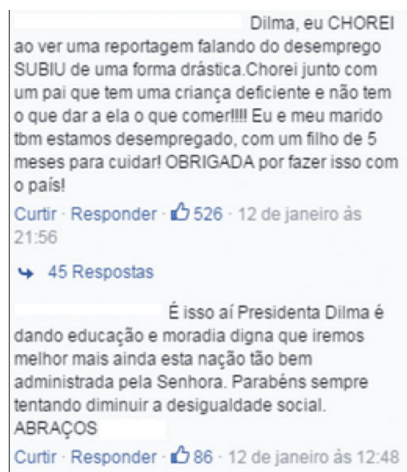 Dilma, eu CHOREI
ao ver uma reportagem falando do desemprego
SUBIU de uma forma drástica.Chorei junto com
um pai que tem uma criança deficiente e não tem
o que dar a ela o que comer!!!! Eu e meu marido
tbm estamos desempregado, com um filho de 5
meses para cuidar! OBRIGADA por fazer isso com
o país!
Curtir · Responder · 526 · 12 de janeiro às
21:56
45 Respostas
É isso aí Presidenta Dilma é
dando educação e moradia digna que iremos
melhor mais ainda esta nação tão bem
administrada pela Senhora. Parabéns sempre
tentando diminuir a desigualdade social.
ABRAÇOS
Curtir · Responder · 86 · 12 de janeiro às 12:48